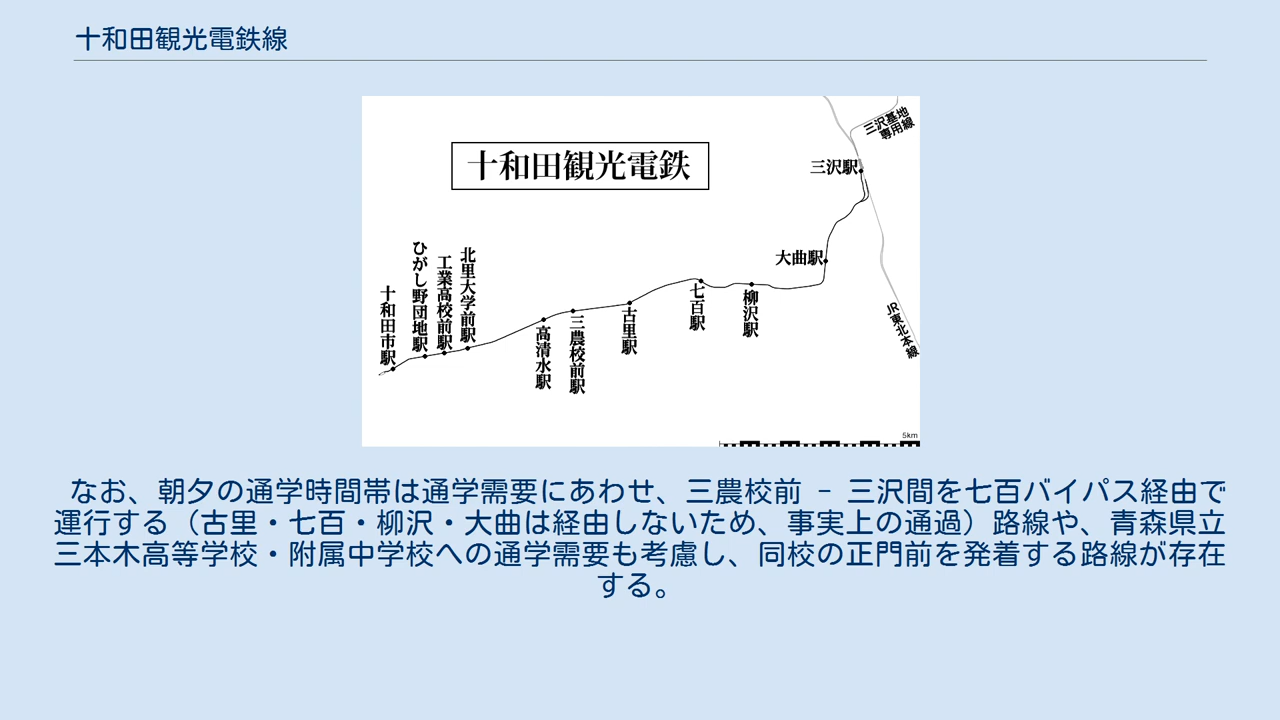 十和田観光電鉄線
十和田観光電鉄
三沢基地
専用線
三沢駅
大曲駅
JR東北本線
柳沢駅
七百駅
古里駅
三農校前駅
高清水駅
北里大学前駅
工業高校前駅
ひがし野団地駅
十和田市駅
5km
なお、朝夕の通学時間帯は通学需要にあわせ、三農校前 - 三沢間を七百バイパス経由で
運行する（古里・七百・柳沢・大曲は経由しないため、事実上の通過）路線や、青森県立
三本木高等学校・附属中学校への通学需要も考慮し、同校の正門前を発着する路線が存在
する。